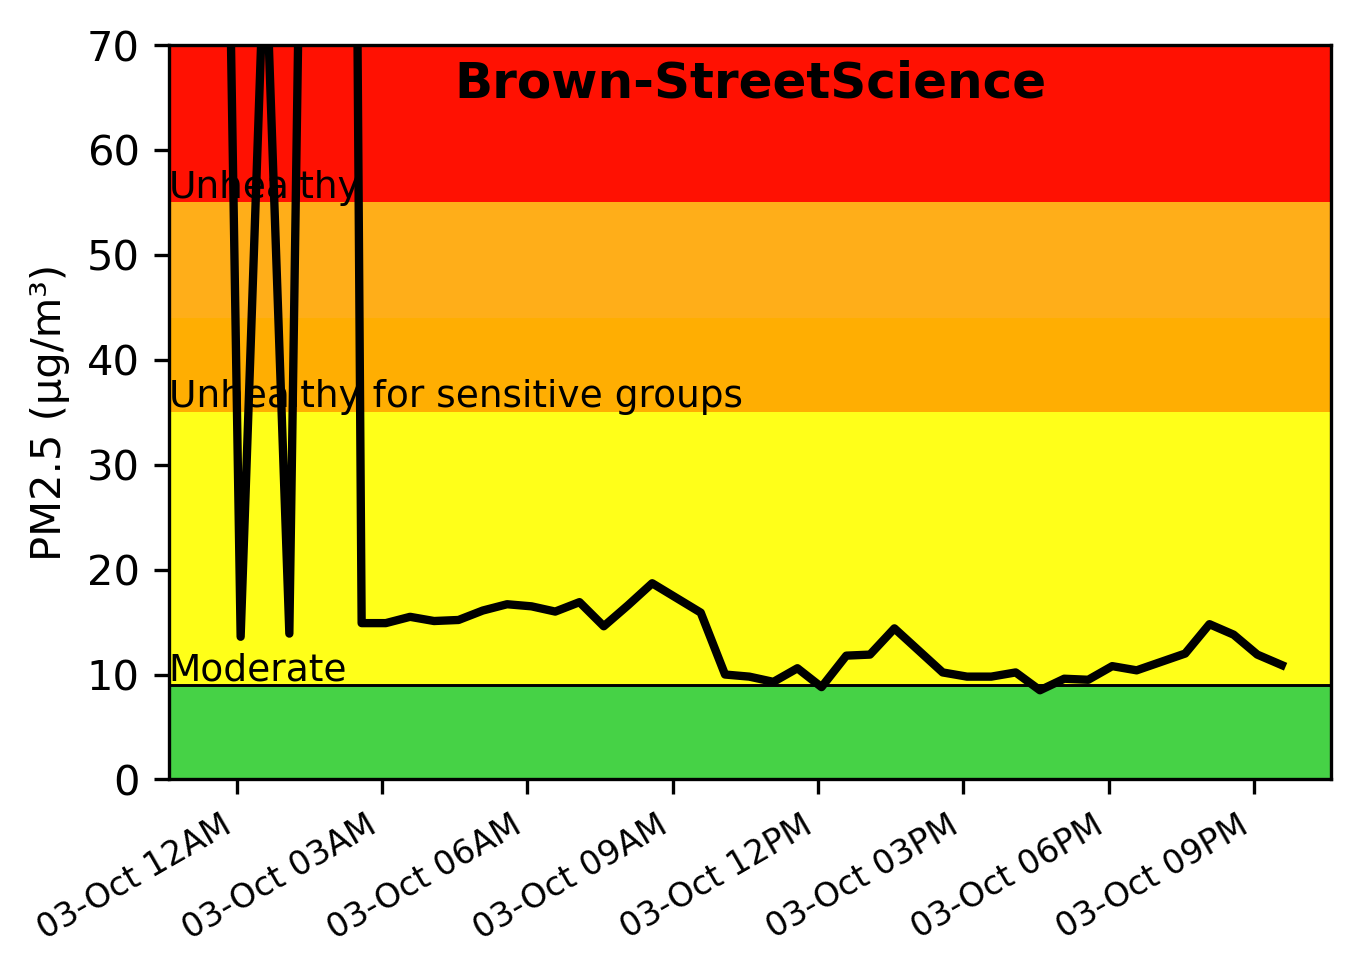 Brown-StreetScience
PM2.5 (µg/m³)
70
60
Unhealthy
50
40
Unhealthy for sensitive groups
30
20
Moderate
10
0
03-Oct 12AM
03-Oct 03AM
03-Oct 06AM
03-Oct 09AM
03-Oct 12PM
03-Oct 03PM
03-Oct 06PM
03-Oct 09PM